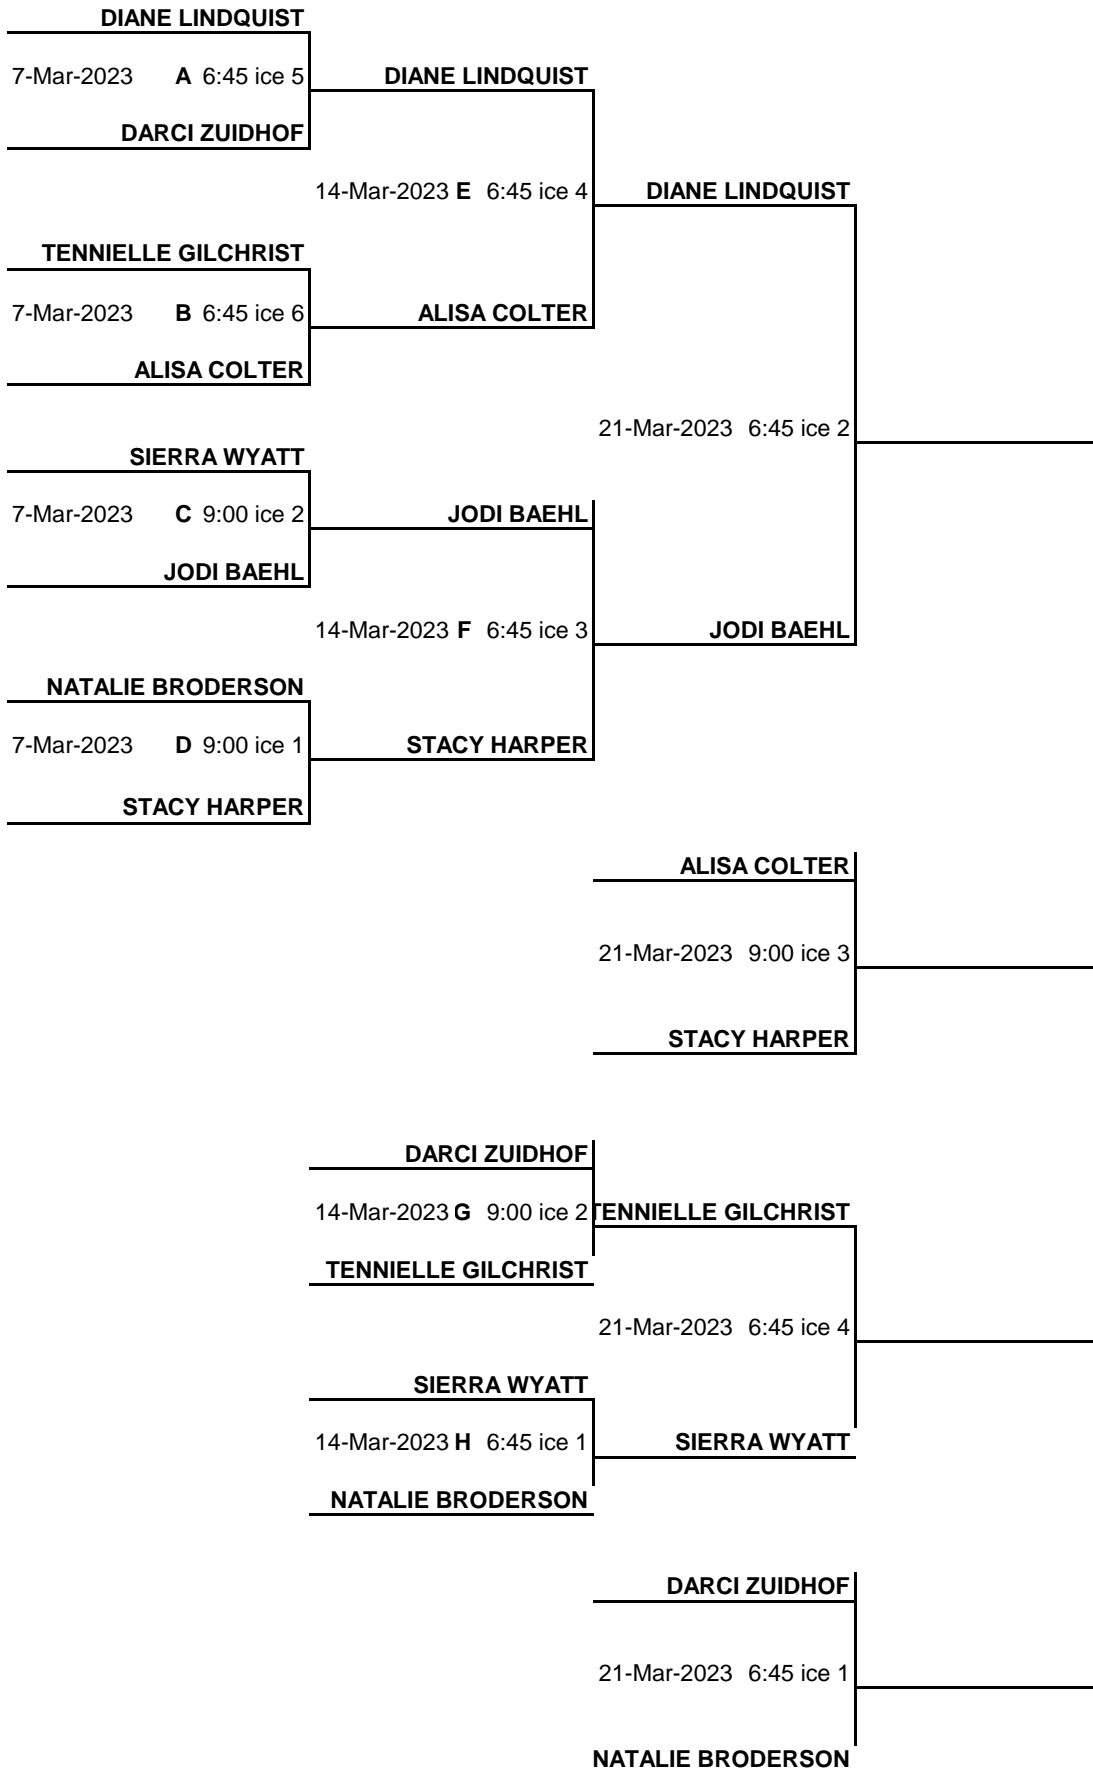 DIANE LINDQUIST
7-Mar-2023 A 6:45 ice 5 DIANE LINDQUIST
DARCI ZUIDHOF
14-Mar-2023 E 6:45 ice 4 DIANE LINDQUIST
TENNIELLE GILCHRIST
7-Mar-2023 B 6:45 ice 6 ALISA COLTER
ALISA COLTER
21-Mar-2023 6:45 ice 2
SIERRA WYATT
7-Mar-2023 C 9:00 ice 2 JODI BAEHL
JODI BAEHL
14-Mar-2023 F 6:45 ice 3 JODI BAEHL
NATALIE BRODERSON
7-Mar-2023 D 9:00 ice 1 STACY HARPER
STACY HARPER
ALISA COLTER
21-Mar-2023 9:00 ice 3
STACY HARPER
DARCI ZUIDHOF
14-Mar-2023 G 9:00 ice 2 TENNIELLE GILCHRIST
TENNIELLE GILCHRIST
21-Mar-2023 6:45 ice 4
SIERRA WYATT
14-Mar-2023 H 6:45 ice 1 SIERRA WYATT
NATALIE BRODERSON
DARCI ZUIDHOF
21-Mar-2023 6:45 ice 1
NATALIE BRODERSON